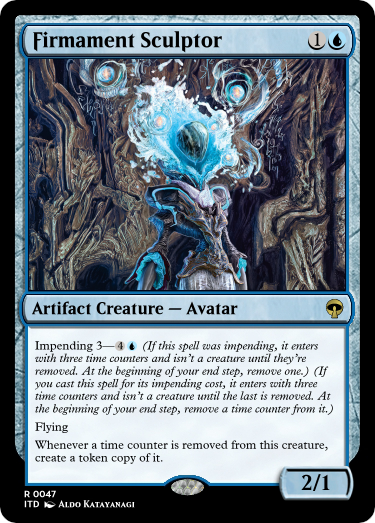 Firmament Sculptor 1
Artifact Creature — Avatar
Impending 3—4 (If this spell was impending, it enters
with three time counters and isn't a creature until they're
removed. At the beginning of your end step, remove one.) (If
you cast this spell for its impending cost, it enters with three
time counters and isn't a creature until the last is removed. At
the beginning of your end step, remove a time counter from it.)
Flying
Whenever a time counter is removed from this creature,
create a token copy of it.
2/1
R 0047
ITD Aldo Katayanagi